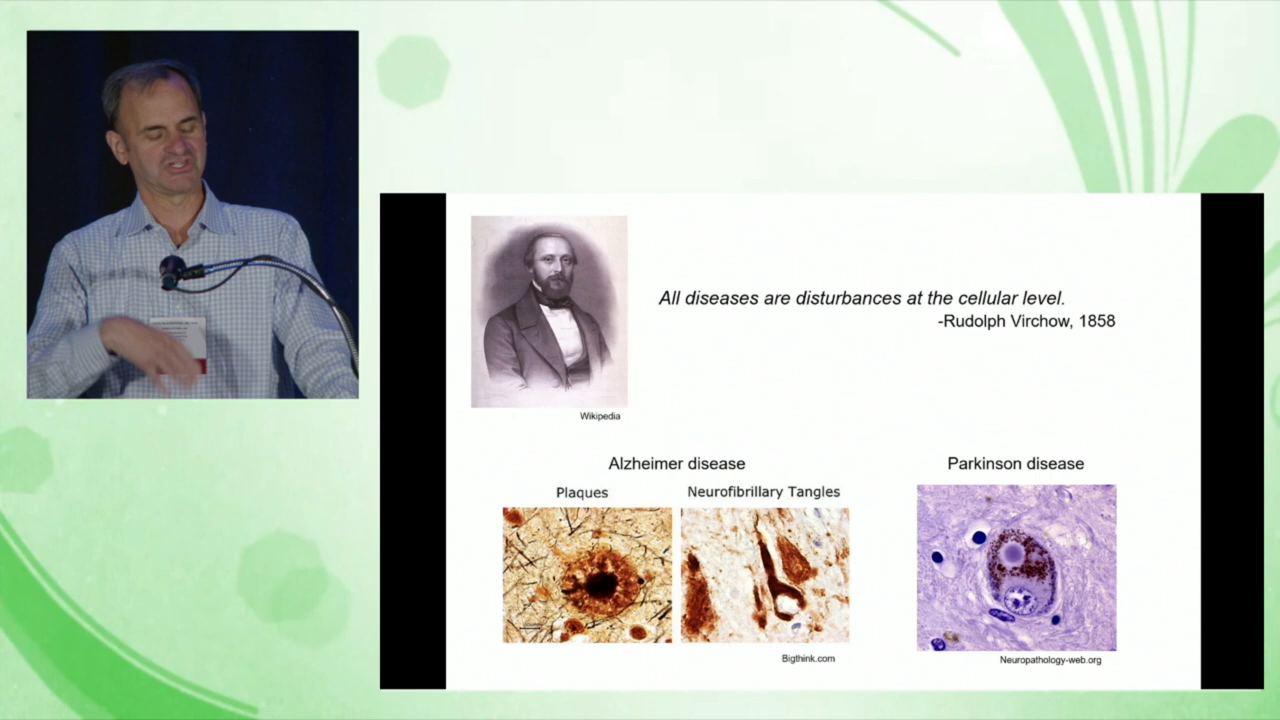 All diseases are disturbances at the cellular level.
-Rudolph Virchow, 1858
Wikipedia
Alzheimer disease
Parkinson disease
Plaques
Neurofibrillary Tangles
Bigthink.com
Neuropathology-web.org